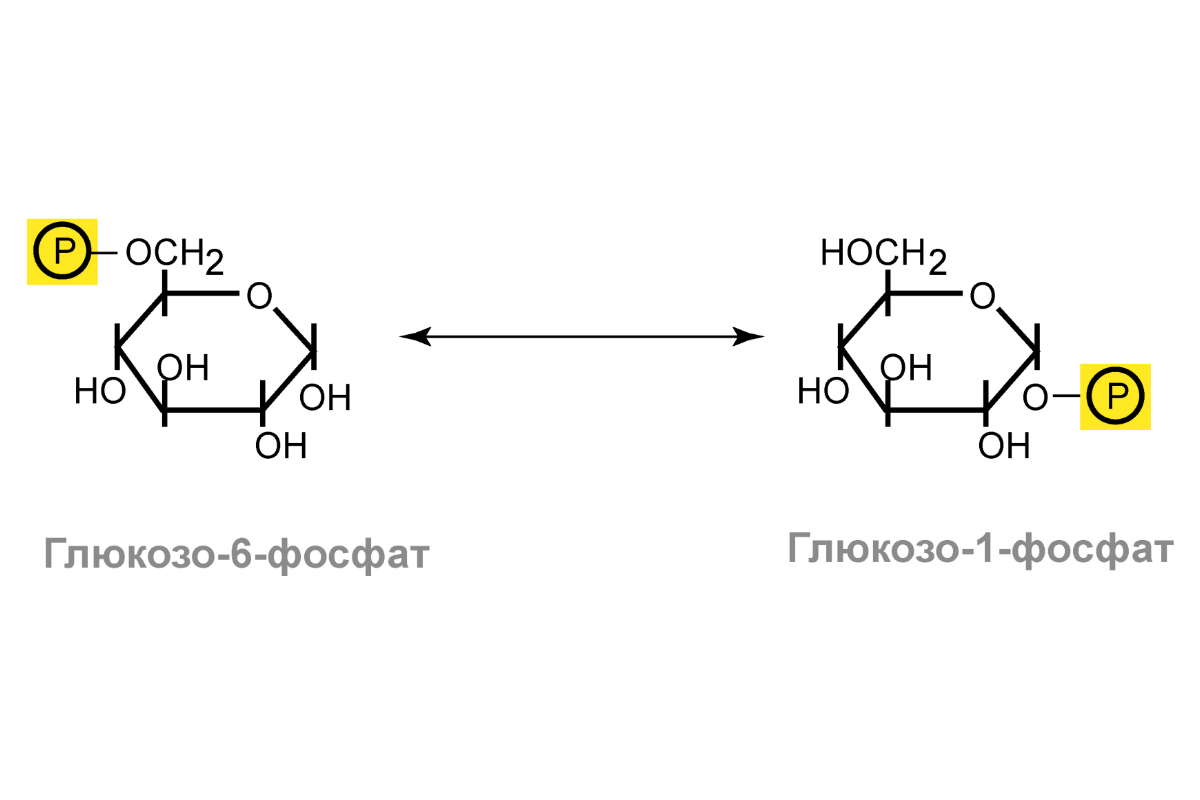 P OCH2 O
HO OH OH
OH
Глюкозо-6-фосфат
HOCH2 O
HO OH O P
OH
Глюкозо-1-фосфат